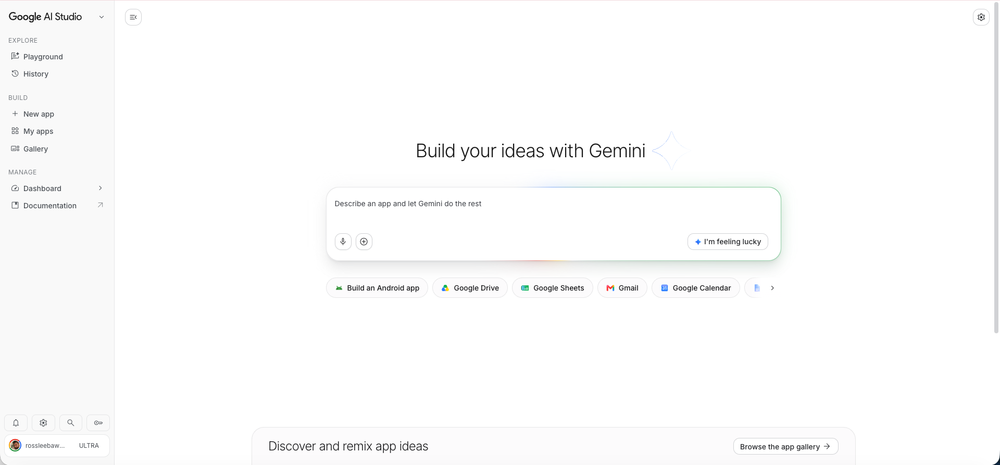 Google AI Studio
EXPLORE
Playground
History
BUILD
New app
My apps
Gallery
MANAGE
Dashboard
Documentation
rossleebaw...
ULTRA
Build your ideas with Gemini
Describe an app and let Gemini do the rest
I'm feeling lucky
Build an Android app
Google Drive
Google Sheets
Gmail
31
Google Calendar
Discover and remix app ideas
Browse the app gallery